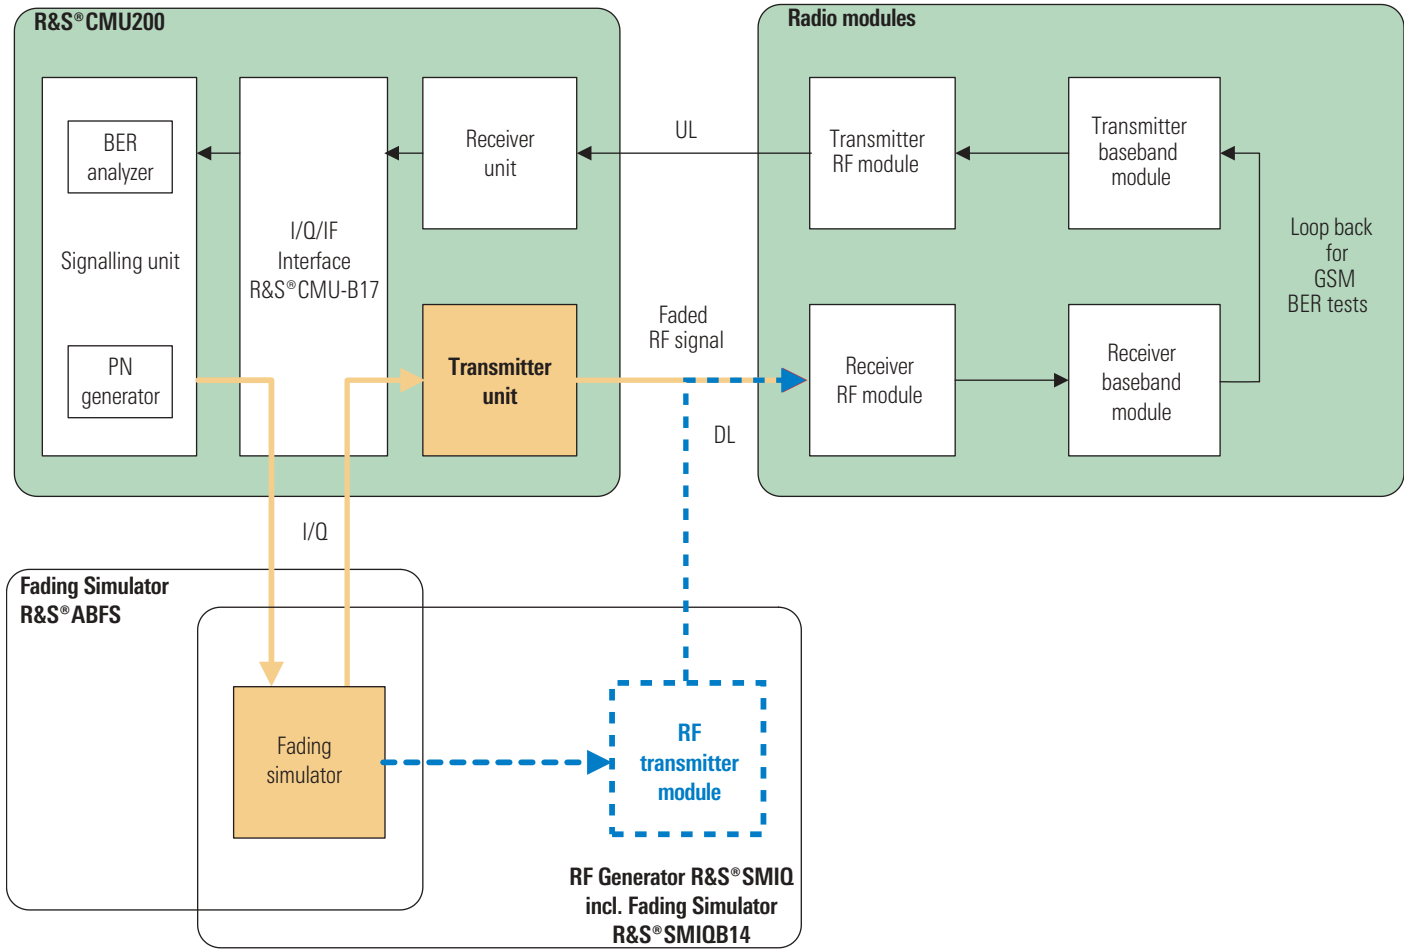 R&S®CMU200
BER
analyzer
Signalling unit
PN
generator
I/Q/IF
Interface
R&S®CMU-B17
Receiver
unit
Transmitter
unit
UL
Faded
RF signal
DL
Radio modules
Transmitter
RF module
Transmitter
baseband
module
Receiver
RF module
Receiver
baseband
module
Loop back
for
GSM
BER tests
I/Q
Fading Simulator
R&S®ABFS
Fading
simulator
RF
transmitter
module
RF Generator R&S®SMIQ
incl. Fading Simulator
R&S®SMIQB14